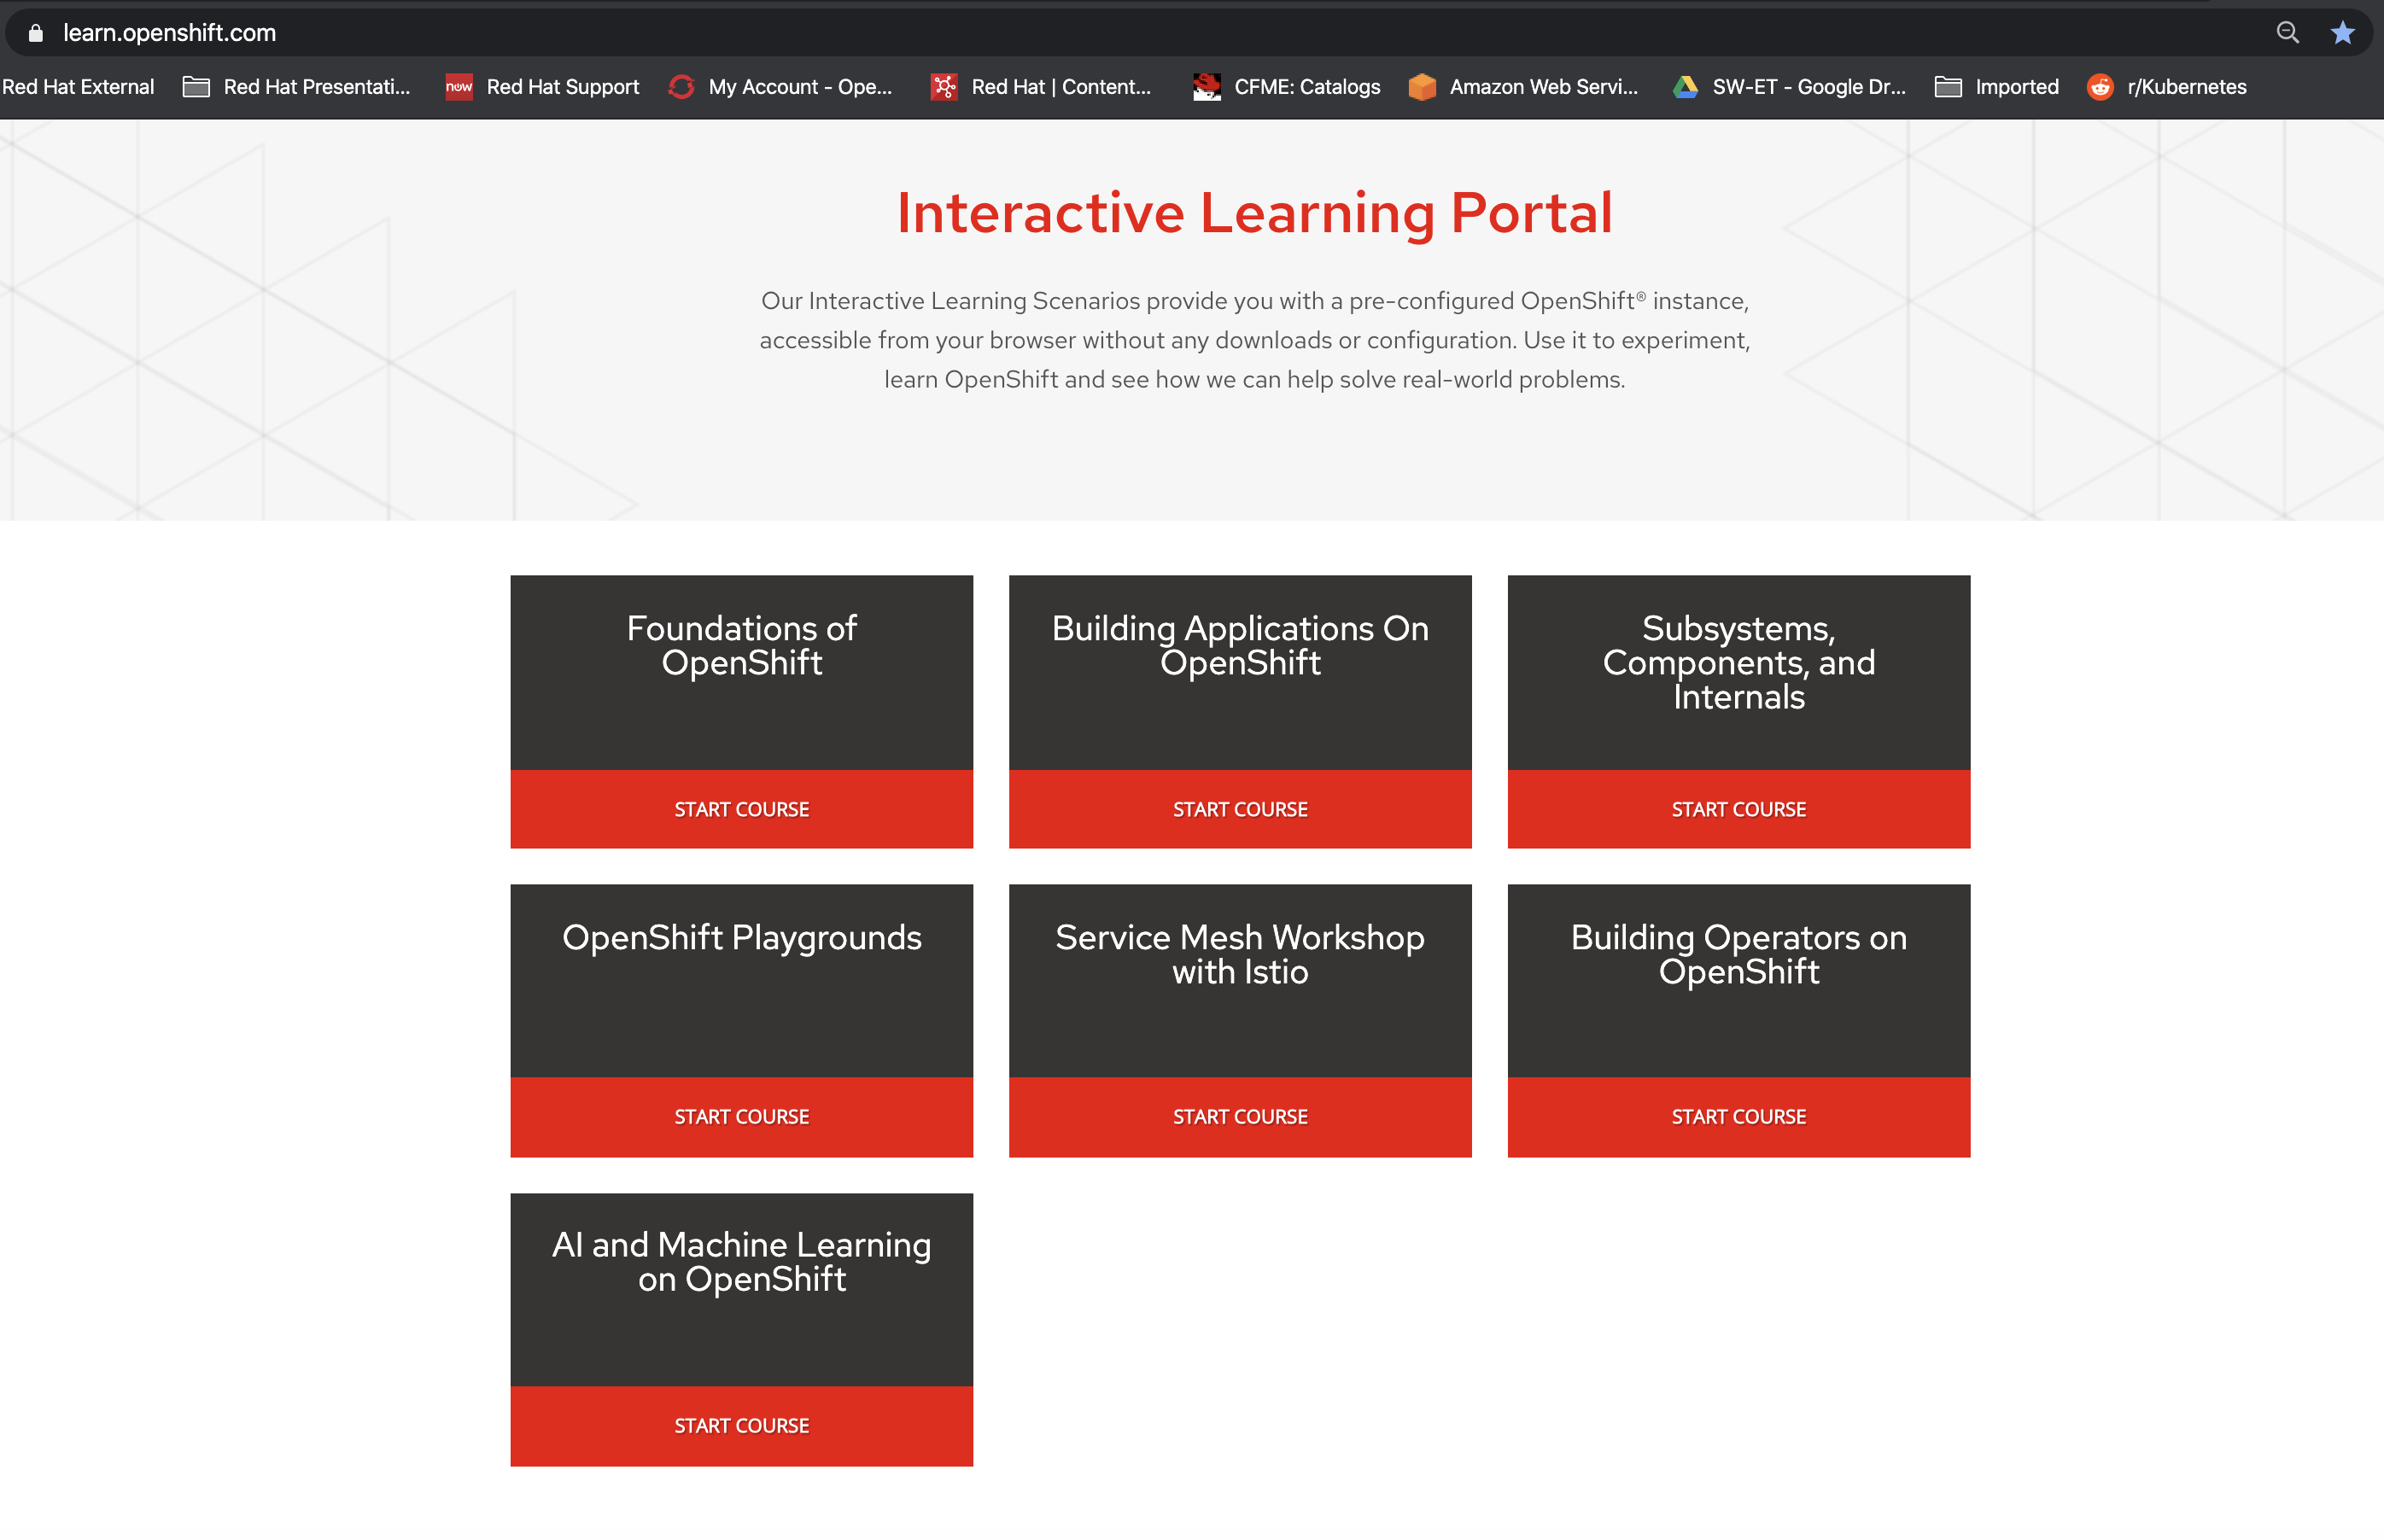 learn.openshift.com
Red Hat External Red Hat Presentati... now Red Hat Support My Account - Ope... Red Hat | Content... CFME: Catalogs Amazon Web Servi... SW-ET - Google Dr... Imported r/Kubernetes
Interactive Learning Portal
Our Interactive Learning Scenarios provide you with a pre-configured OpenShift® instance,
accessible from your browser without any downloads or configuration. Use it to experiment,
learn OpenShift and see how we can help solve real-world problems.
Foundations of
OpenShift
START COURSE
Building Applications On
OpenShift
START COURSE
Subsystems,
Components, and
Internals
START COURSE
OpenShift Playgrounds
START COURSE
Service Mesh Workshop
with Istio
START COURSE
Building Operators on
OpenShift
START COURSE
AI and Machine Learning
on OpenShift
START COURSE